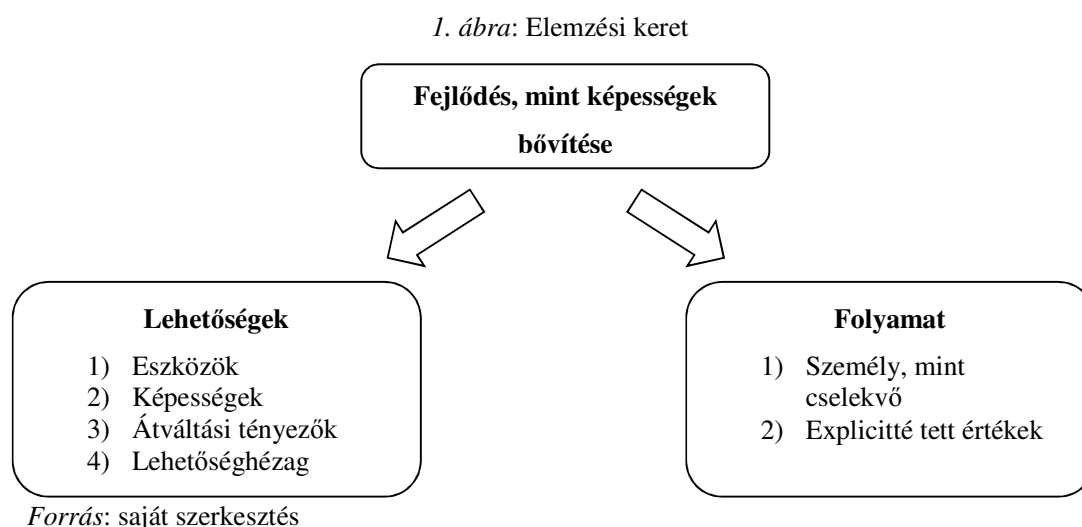 1. ábra: Elemzési keret
Fejlődés, mint képességek
bővítése
Lehetőségek
1) Eszközök
2) Képességek
3) Átváltási tényezők
4) Lehetőséghézag
Folyamat
1) Személy, mint
cselekvő
2) Explicitté tett értékek
Forrás: saját szerkesztés